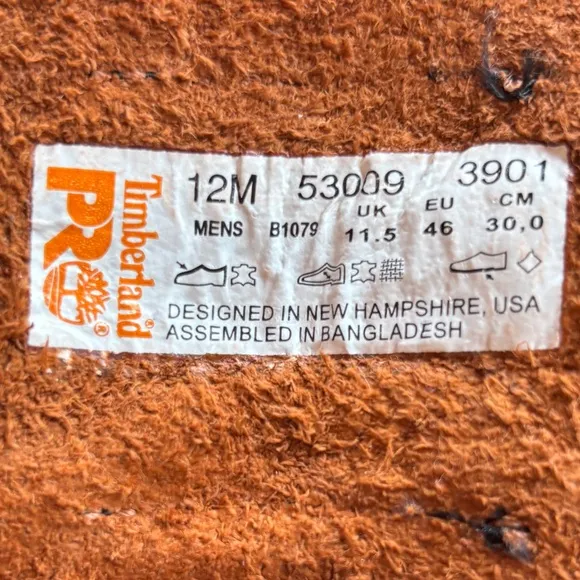 Timberland
PRO®
12M 53009 3901
MENS B1079 UK EU CM
11.5 46 30,0
DESIGNED IN NEW HAMPSHIRE, USA
ASSEMBLED IN BANGLADESH